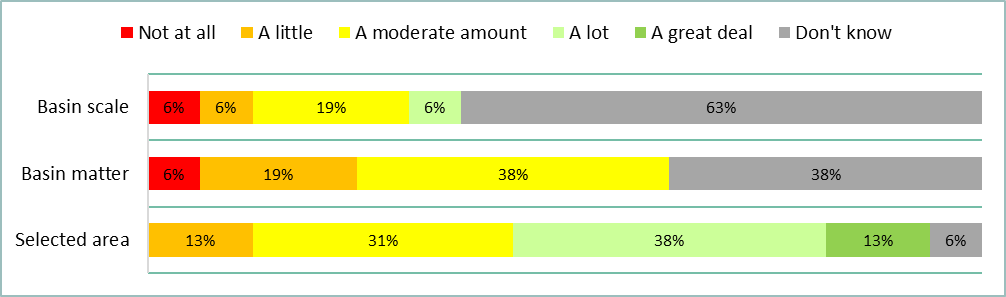 Not at all A little A moderate amount A lot A great deal Don't know
Basin scale 6% 6% 19% 6% 63%
Basin matter 6% 19% 38% 38%
Selected area 13% 31% 38% 13% 6%